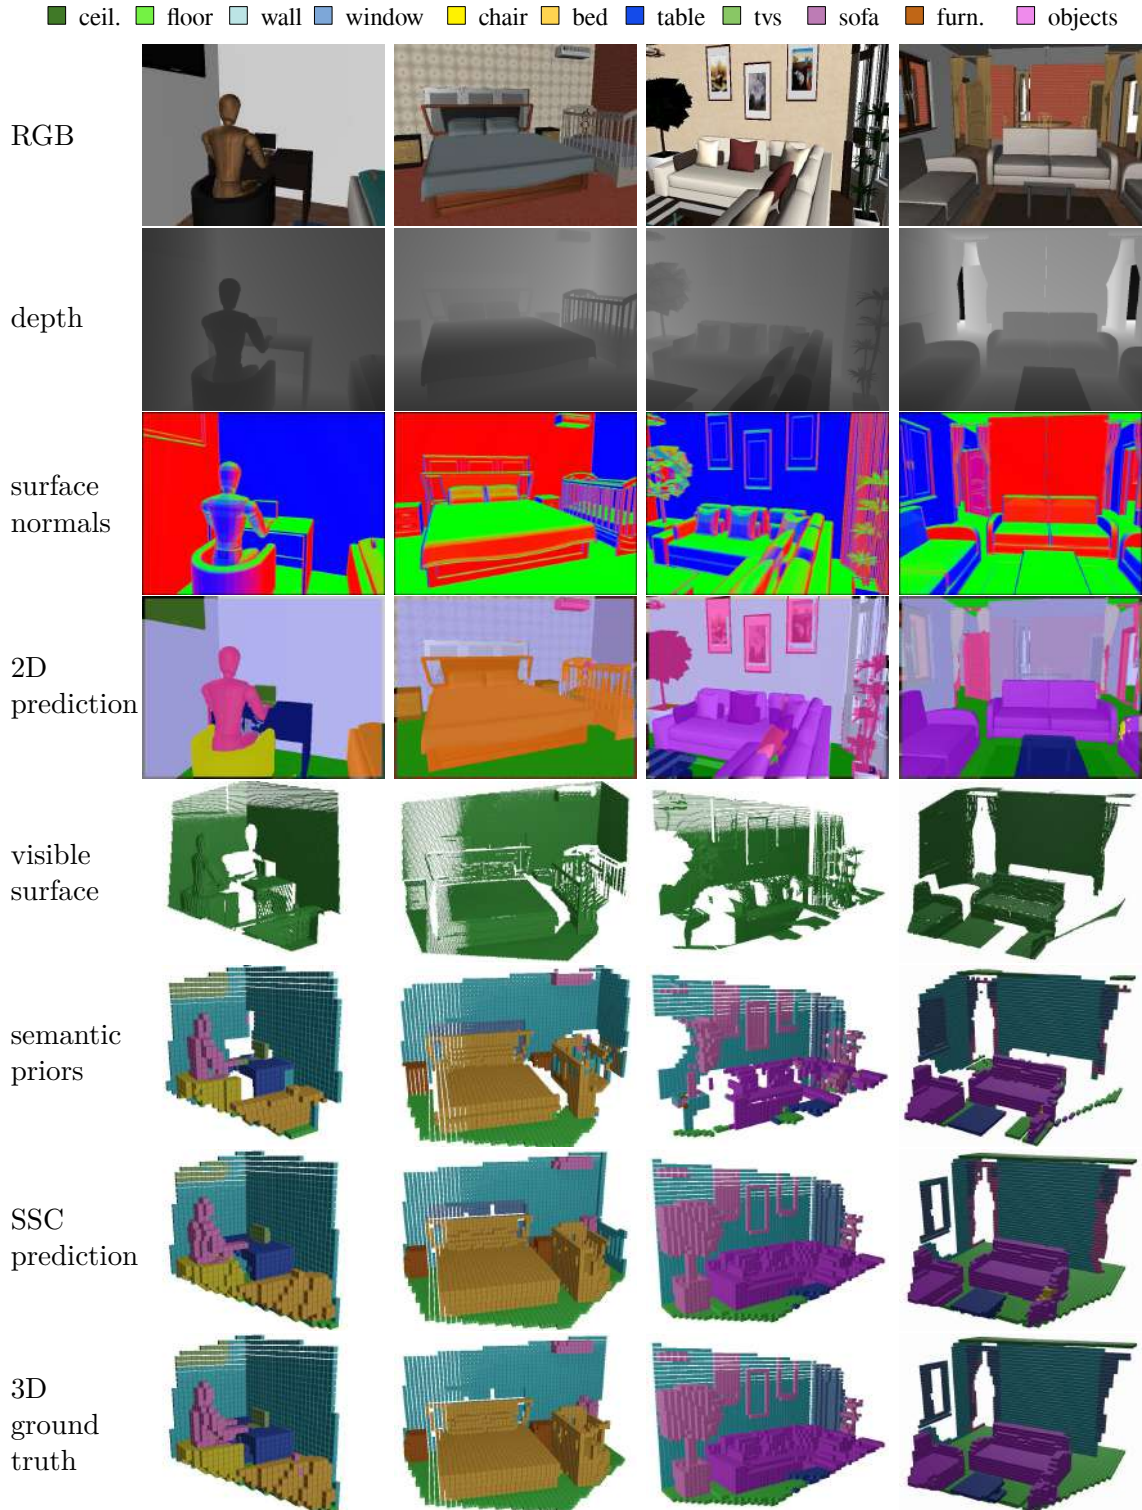 ceil. floor wall window chair bed table tvs sofa furn. objects
RGB
depth
surface
normals
2D
prediction
visible
surface
semantic
priors
SSC
prediction
3D
ground
truth